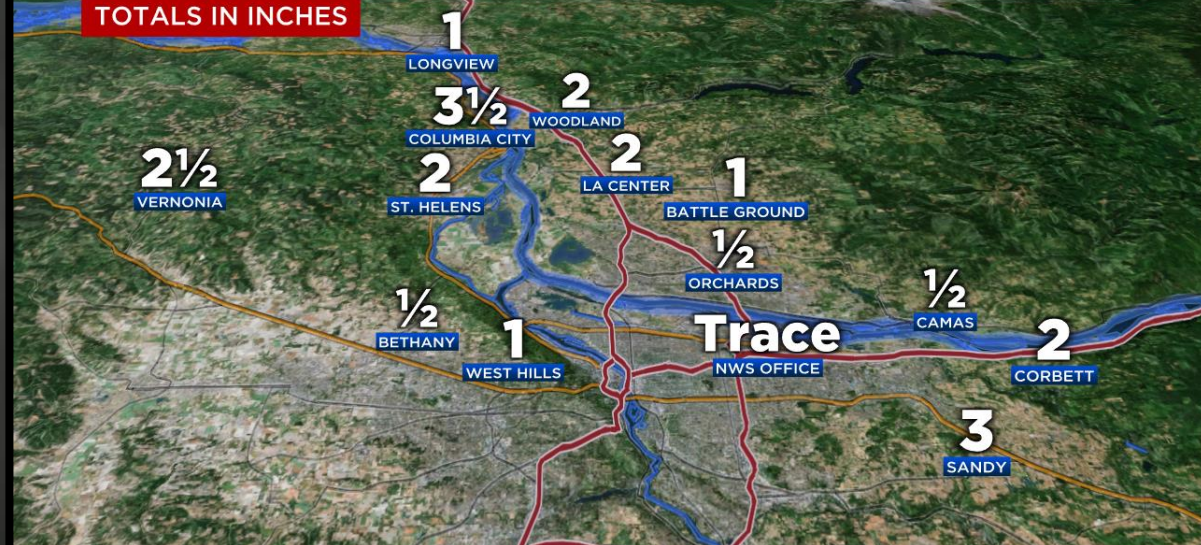 TOTALS IN INCHES
1
LONGVIEW
3½
COLUMBIA CITY
2
WOODLAND
2½
VERNONIA
2
ST. HELENS
2
LA CENTER
1
BATTLE GROUND
½
ORCHARDS
½
BETHANY
1
WEST HILLS
Trace
NWS OFFICE
½
CAMAS
2
CORBETT
3
SANDY